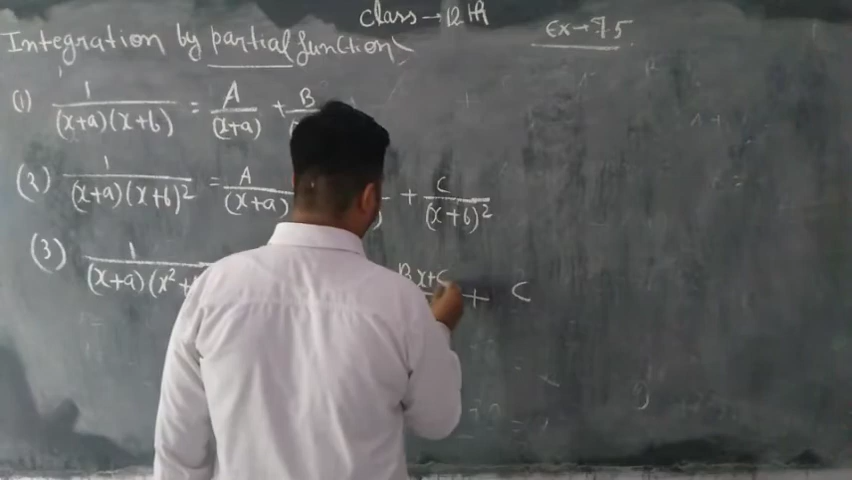 Class → 12th
Ex → 7.5
Integration by partial function
(1) 1/(x+a)(x+b) = A/(x+a) + B/
(2) 1/(x+a)(x+b)² = A/(x+a) + C/(x+b)²
(3) 1/(x+a)(x²+ Bx+C + C